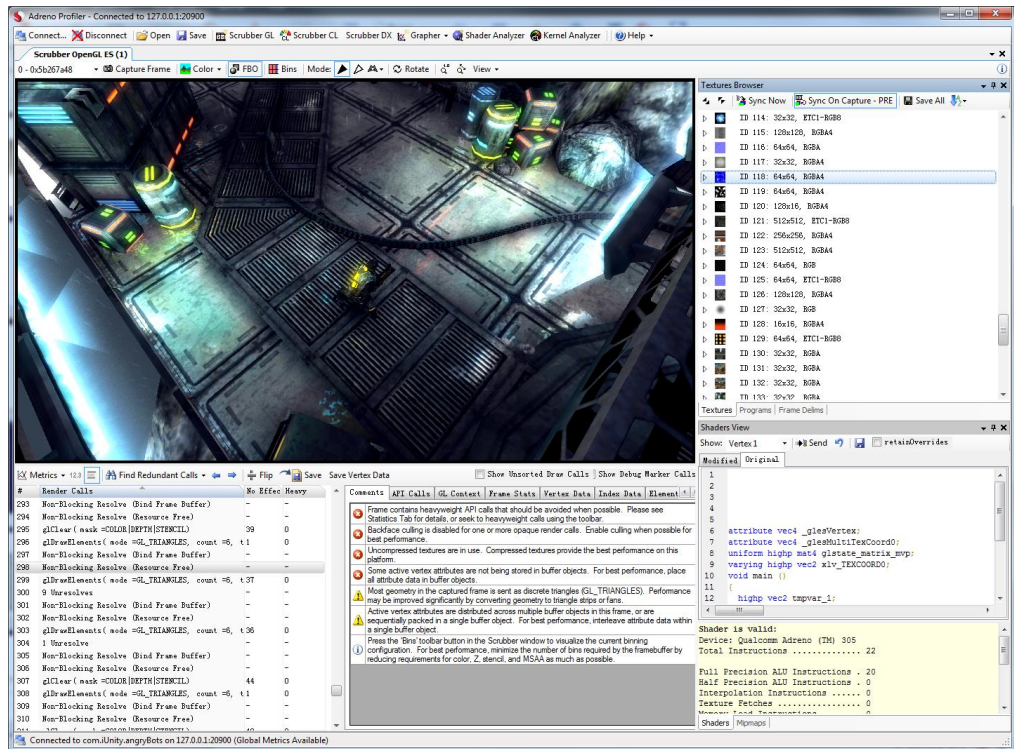 Adreno Profiler - Connected to 127.0.0.1:20900
Connect... Disconnect Open Save Scrubber GL Scrubber CL Scrubber DX Grapher Shader Analyzer Kernel Analyzer Help
Scrubber OpenGL ES (1)
0 - 0x5b267a48 Capture Frame Color FBO Bins Mode: Rotate View
Textures Browser
Sync Now Sync On Capture - PRE Save All
ID 114: 32x32, ETC1-RGB8
ID 115: 128x128, RGBA4
ID 116: 64x64, RGBA
ID 117: 32x32, RGBA4
ID 118: 64x64, RGBA4
ID 119: 64x64, RGBA4
ID 120: 128x16, RGBA4
ID 121: 512x512, ETC1-RGB8
ID 122: 256x256, RGBA4
ID 123: 512x512, RGBA4
ID 124: 64x64, RGB
ID 125: 64x64, ETC1-RGB8
ID 126: 128x128, RGBA4
ID 127: 32x32, RGB
ID 128: 16x16, RGBA4
ID 129: 64x64, ETC1-RGB8
ID 130: 32x32, RGBA
ID 131: 32x32, RGBA
ID 132: 32x32, RGBA
ID 133: 32x32, RGBA
Textures Programs Frame Delims
Shaders View
Show: Vertex 1 Send retainOverrides
Modified Original
1
2
3
4
5
6 attribute vec4 _glesVertex;
7 attribute vec4 _glesMultiTexCoord0;
8 uniform highp mat4 glstate_matrix_mvp;
9 varying highp vec2 xlv_TEXCOORD0;
10 void main ()
11 {
12 highp vec2 tmpvar_1;
Shader is valid:
Device: Qualcomm Adreno (TM) 305
Total Instructions .............. 22
Full Precision ALU Instructions . 20
Half Precision ALU Instructions . 0
Interpolation Instructions ...... 0
Texture Fetches ................. 0
Memory Load Instructions
Shaders Mipmaps
Metrics 123 Find Redundant Calls Flip Save Save Vertex Data Show Unsorted Draw Calls Show Debug Marker Calls
# Render Calls No Effec Heavy
293 Non-Blocking Resolve (Bind Frame Buffer) - -
294 Non-Blocking Resolve (Resource Free) - -
295 glClear( mask =COLOR|DEPTH|STENCIL) 39 0
296 glDrawElements( mode =GL_TRIANGLES, count =6, t 1 0
297 Non-Blocking Resolve (Bind Frame Buffer) - -
298 Non-Blocking Resolve (Resource Free) - -
299 glDrawElements( mode =GL_TRIANGLES, count =6, t 37 0
300 9 Unresolves - -
301 Non-Blocking Resolve (Bind Frame Buffer) - -
302 Non-Blocking Resolve (Resource Free) - -
303 glDrawElements( mode =GL_TRIANGLES, count =6, t 36 0
304 1 Unresolve - -
305 Non-Blocking Resolve (Bind Frame Buffer) - -
306 Non-Blocking Resolve (Resource Free) - -
307 glClear( mask =COLOR|DEPTH|STENCIL) 44 0
308 glDrawElements( mode =GL_TRIANGLES, count =6, t 1 0
309 Non-Blocking Resolve (Bind Frame Buffer) - -
310 Non-Blocking Resolve (Resource Free) - -
Comments API Calls GL Context Frame Stats Vertex Data Index Data Element
Frame contains heavyweight API calls that should be avoided when possible. Please see
Statistics Tab for details, or seek to heavyweight calls using the toolbar.
Backface culling is disabled for one or more opaque render calls. Enable culling when possible for
best performance.
Uncompressed textures are in use. Compressed textures provide the best performance on this
platform.
Some active vertex attributes are not being stored in buffer objects. For best performance, place
all attribute data in buffer objects.
Most geometry in the captured frame is sent as discrete triangles (GL_TRIANGLES). Performance
may be improved significantly by converting geometry to triangle strips or fans.
Active vertex attributes are distributed across multiple buffer objects in this frame, or are
sequentially packed in a single buffer object. For best performance, interleave attribute data within
a single buffer object.
Press the 'Bins' toolbar button in the Scrubber window to visualize the current binning
configuration. For best performance, minimize the number of bins required by the framebuffer by
reducing requirements for color, Z, stencil, and MSAA as much as possible.
Connected to com.iUnity.angryBots on 127.0.0.1:20900 (Global Metrics Available)